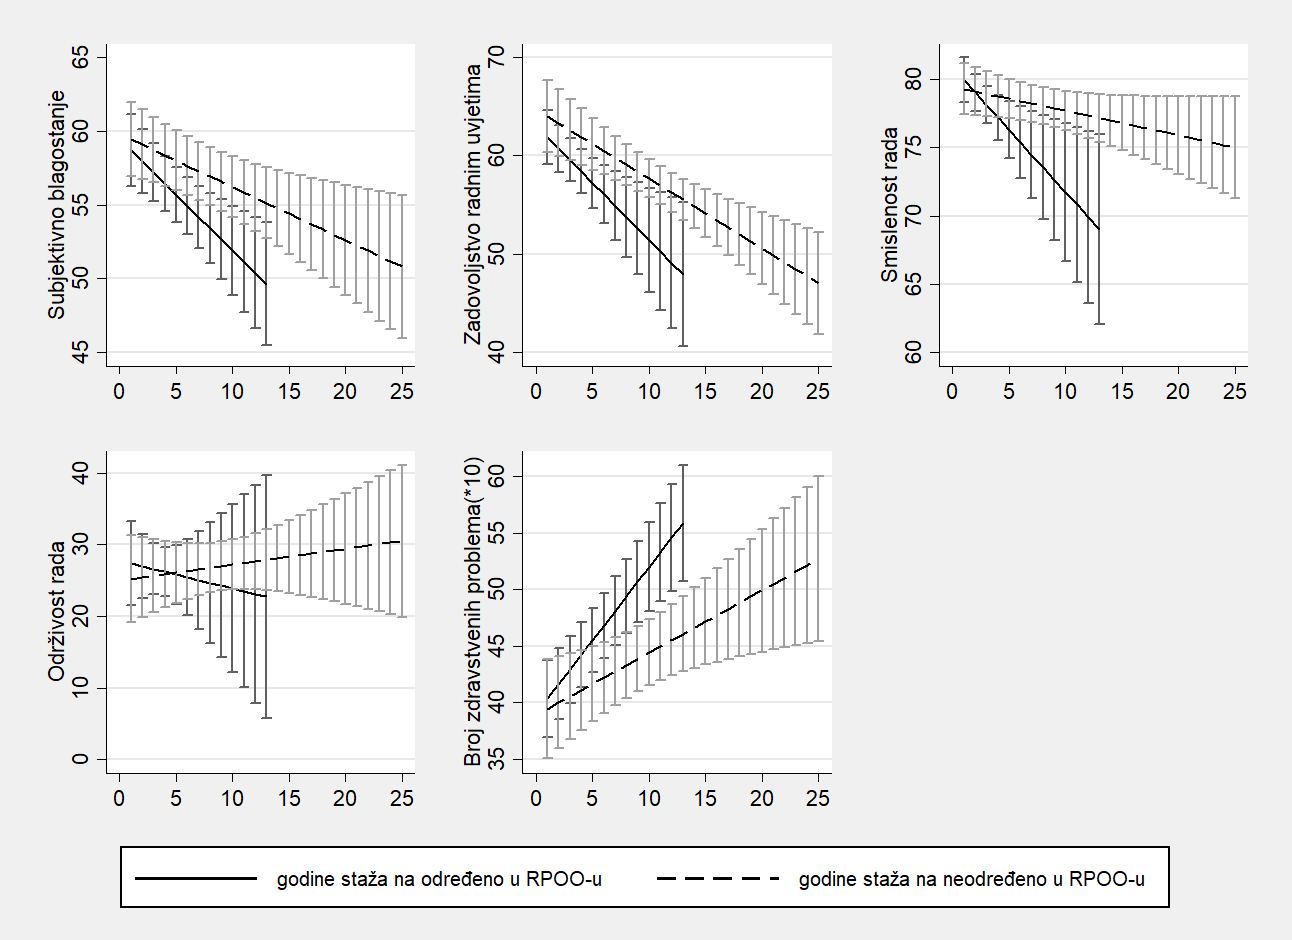 Subjektivno blagostanje
65
60
55
50
45
0 5 10 15 20 25
Zadovoljstvo radnim uvjetima
70
60
50
40
0 5 10 15 20 25
Smislenost rada
80
75
70
65
60
0 5 10 15 20 25
Održivost rada
40
30
20
10
0
0 5 10 15 20 25
Broj zdravstvenih problema(*10)
60
55
50
45
40
35
0 5 10 15 20 25
godine staža na određeno u RPOO-u
godine staža na neodređeno u RPOO-u